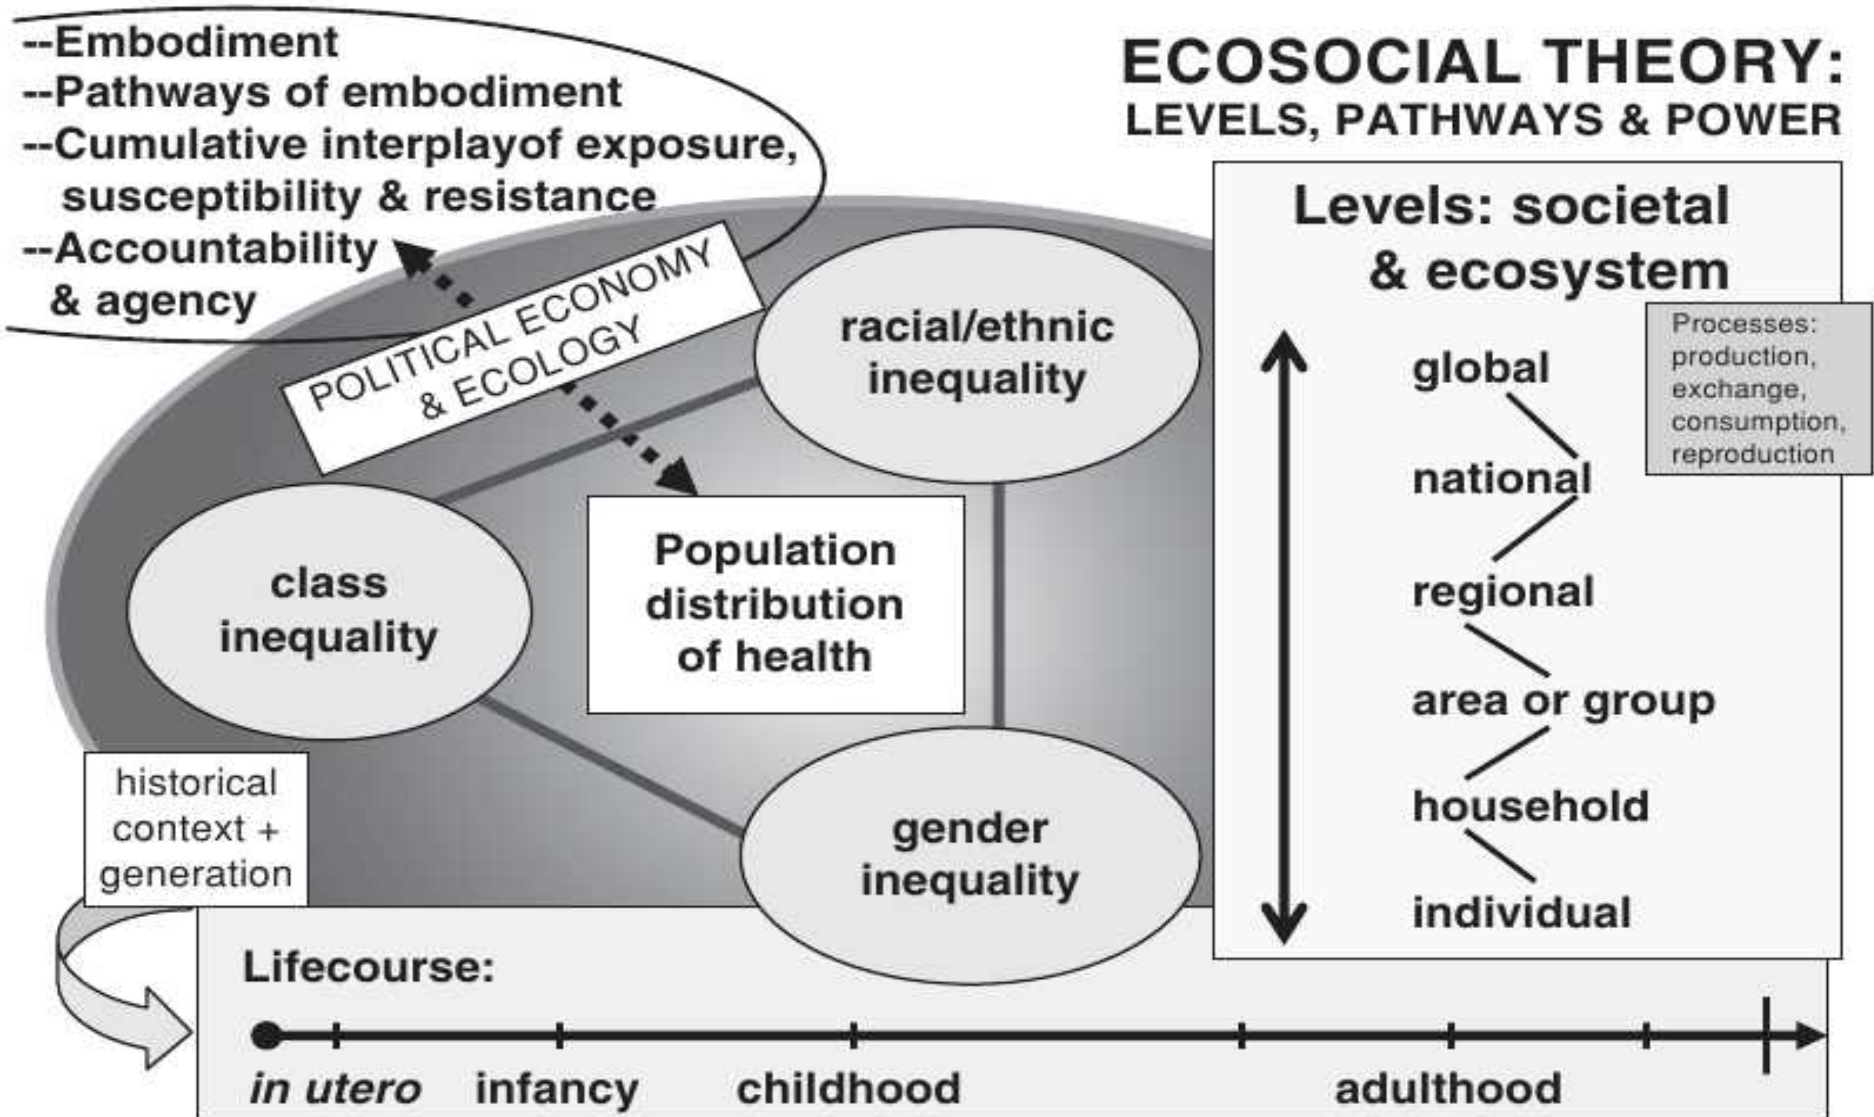 --Embodiment
--Pathways of embodiment
--Cumulative interplayof exposure,
susceptibility & resistance
--Accountability
& agency
ECOSOCIAL THEORY:
LEVELS, PATHWAYS & POWER
POLITICAL ECONOMY
& ECOLOGY
racial/ethnic
inequality
class
inequality
Population
distribution
of health
gender
inequality
Levels: societal
& ecosystem
Processes:
production,
exchange,
consumption,
reproduction
global
national
regional
area or group
household
individual
historical
context +
generation
Lifecourse:
in utero
infancy
childhood
adulthood